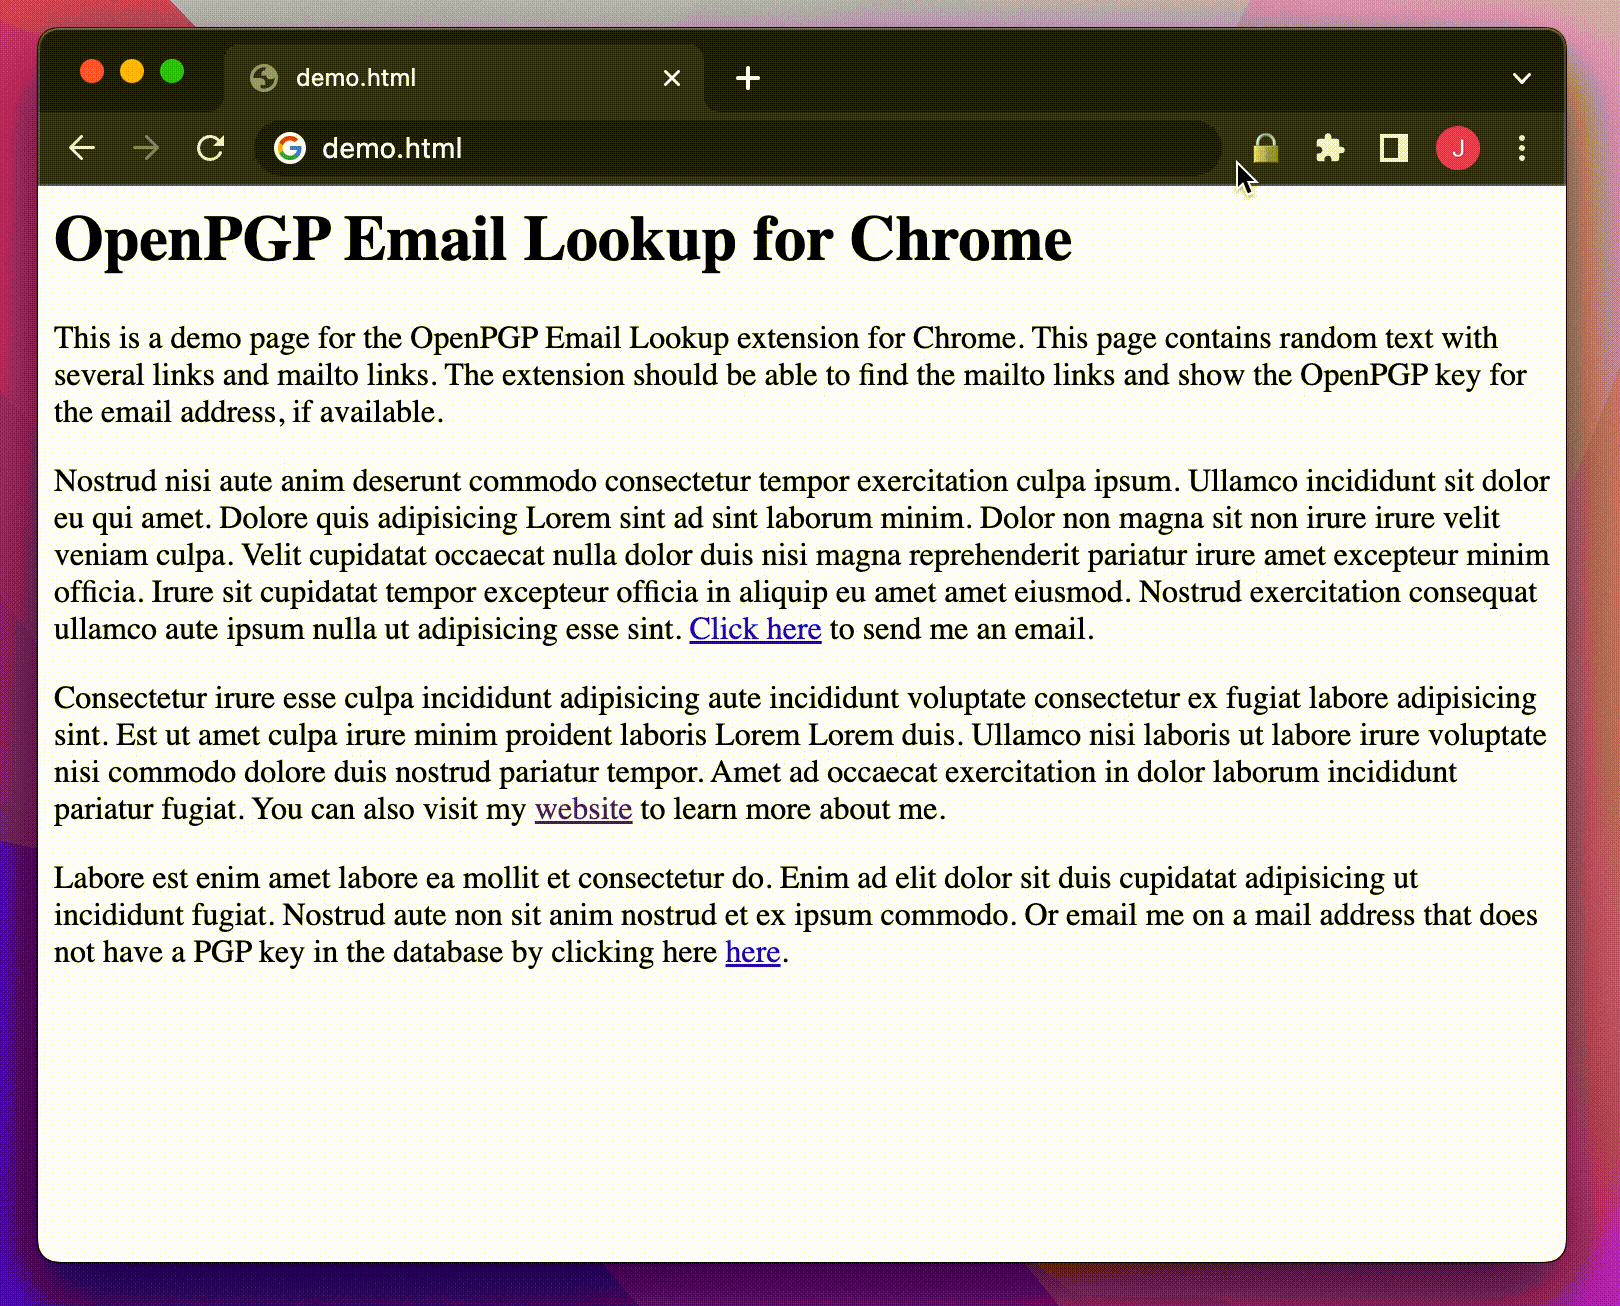 demo.html
demo.html
J
OpenPGP Email Lookup for Chrome
This is a demo page for the OpenPGP Email Lookup extension for Chrome. This page contains random text with
several links and mailto links. The extension should be able to find the mailto links and show the OpenPGP key for
the email address, if available.
Nostrud nisi aute anim deserunt commodo consectetur tempor exercitation culpa ipsum. Ullamco incididunt sit dolor
eu qui amet. Dolore quis adipisicing Lorem sint ad sint laborum minim. Dolor non magna sit non irure irure velit
veniam culpa. Velit cupidatat occaecat nulla dolor duis nisi magna reprehenderit pariatur irure amet excepteur minim
officia. Irure sit cupidatat tempor excepteur officia in aliquip eu amet amet eiusmod. Nostrud exercitation consequat
ullamco aute ipsum nulla ut adipisicing esse sint. Click here to send me an email.
Consectetur irure esse culpa incididunt adipisicing aute incididunt voluptate consectetur ex fugiat labore adipisicing
sint. Est ut amet culpa irure minim proident laboris Lorem Lorem duis. Ullamco nisi laboris ut labore irure voluptate
nisi commodo dolore duis nostrud pariatur tempor. Amet ad occaecat exercitation in dolor laborum incididunt
pariatur fugiat. You can also visit my website to learn more about me.
Labore est enim amet labore ea mollit et consectetur do. Enim ad elit dolor sit duis cupidatat adipisicing ut
incididunt fugiat. Nostrud aute non sit anim nostrud et ex ipsum commodo. Or email me on a mail address that does
not have a PGP key in the database by clicking here here.